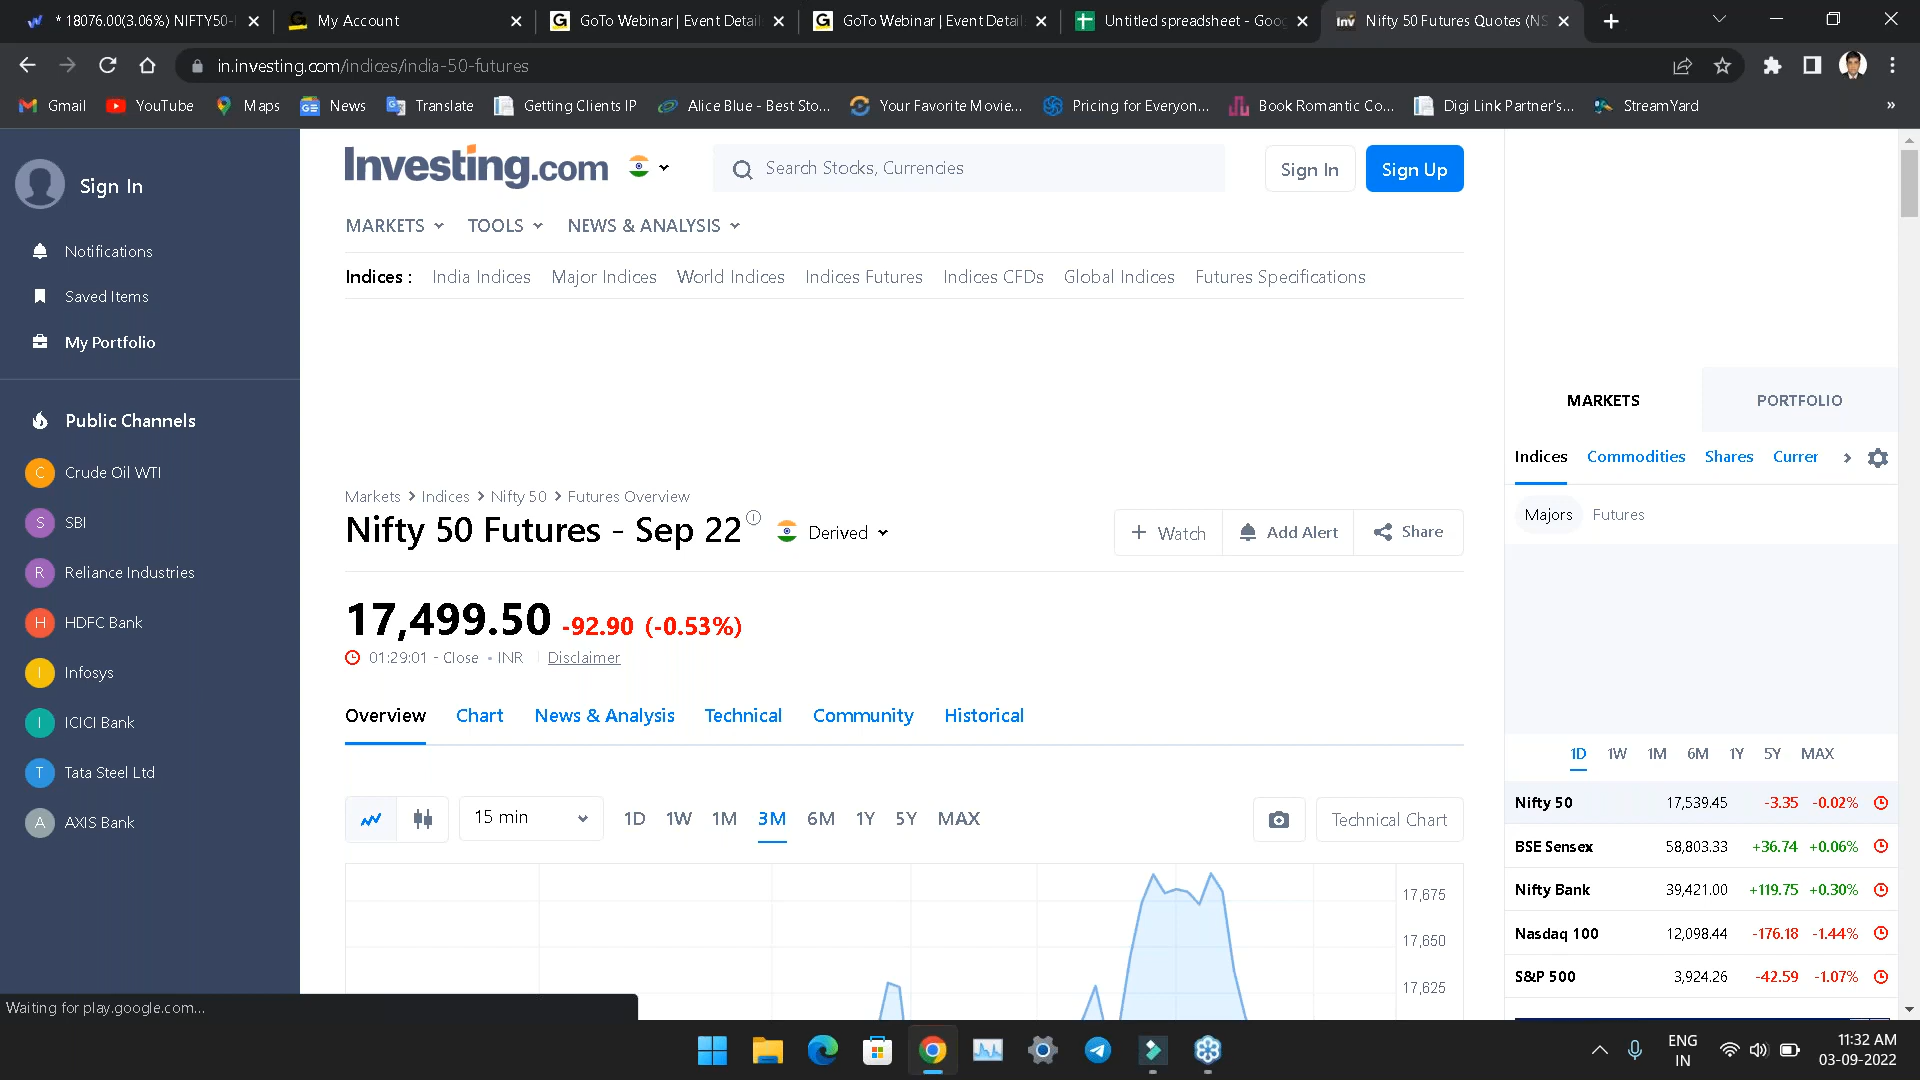 * 18076.00(3.06%) NIFTY50-
My Account
GoTo Webinar | Event Detail
GoTo Webinar | Event Detail
Untitled spreadsheet - Goog
Nifty 50 Futures Quotes (NS
in.investing.com/indices/india-50-futures
Gmail
YouTube
Maps
News
Translate
Getting Clients IP
Alice Blue - Best Sto...
Your Favorite Movie...
Pricing for Everyon...
Book Romantic Co...
Digi Link Partner's...
StreamYard
»
Sign In
Notifications
Saved Items
My Portfolio
Public Channels
C Crude Oil WTI
S SBI
R Reliance Industries
H HDFC Bank
I Infosys
I ICICI Bank
T Tata Steel Ltd
A AXIS Bank
Investing.com
Search Stocks, Currencies
Sign In
Sign Up
MARKETS
TOOLS
NEWS & ANALYSIS
Indices :
India Indices
Major Indices
World Indices
Indices Futures
Indices CFDs
Global Indices
Futures Specifications
Markets > Indices > Nifty 50 > Futures Overview
Nifty 50 Futures - Sep 22
Derived
+ Watch
Add Alert
Share
17,499.50 -92.90 (-0.53%)
01:29:01 - Close • INR
Disclaimer
Overview
Chart
News & Analysis
Technical
Community
Historical
15 min
1D 1W 1M 3M 6M 1Y 5Y MAX
Technical Chart
17,675
17,650
17,625
MARKETS
PORTFOLIO
Indices Commodities Shares Curren
Majors Futures
1D 1W 1M 6M 1Y 5Y MAX
Nifty 50 17,539.45 -3.35 -0.02%
BSE Sensex 58,803.33 +36.74 +0.06%
Nifty Bank 39,421.00 +119.75 +0.30%
Nasdaq 100 12,098.44 -176.18 -1.44%
S&P 500 3,924.26 -42.59 -1.07%
Waiting for play.google.com...
ENG
IN
11:32 AM
03-09-2022